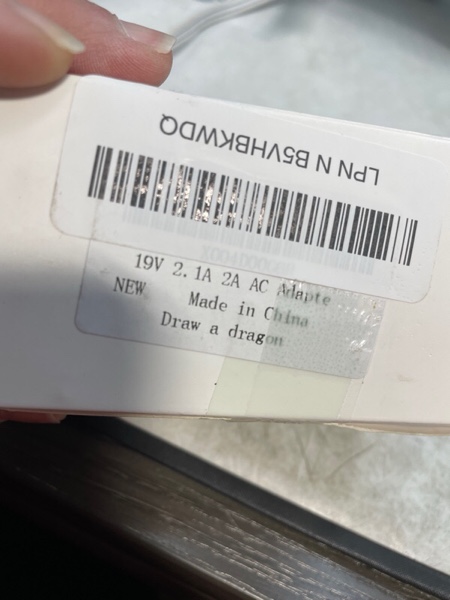 LPN N B5VHBKWDQ
19V 2.1A 2A AC Adapte
NEW Made in China
Draw a dragon